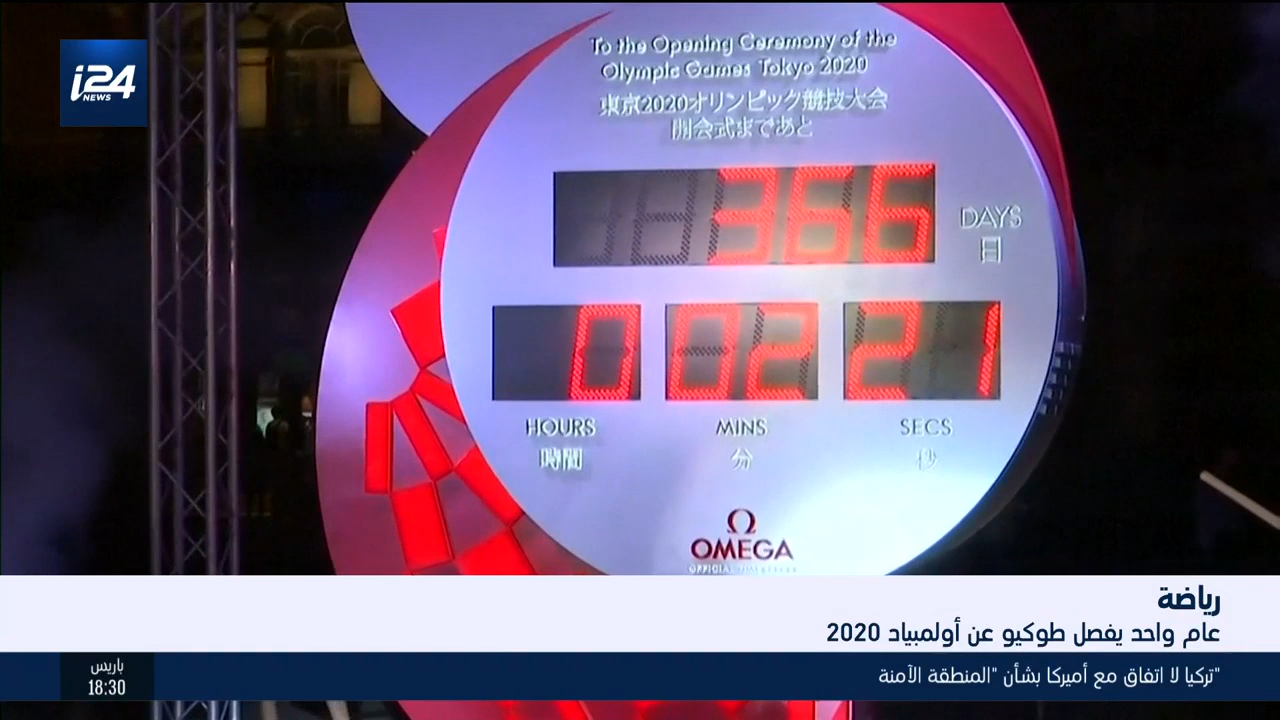 i24
NEWS
To the Opening Ceremony of the
Olympic Games Tokyo 2020
東京2020オリンピック競技大会
開会式まであと
366
DAYS
日
0 02 21
HOURS MINS SECS
時間 分 秒
Ω
OMEGA
OFFICIAL TIMEKEEPER
رياضة
عام واحد يفصل طوكيو عن أولمبياد 2020
"تركيا لا اتفاق مع أميركا بشأن "المنطقة الآمنة
باريس
18:30